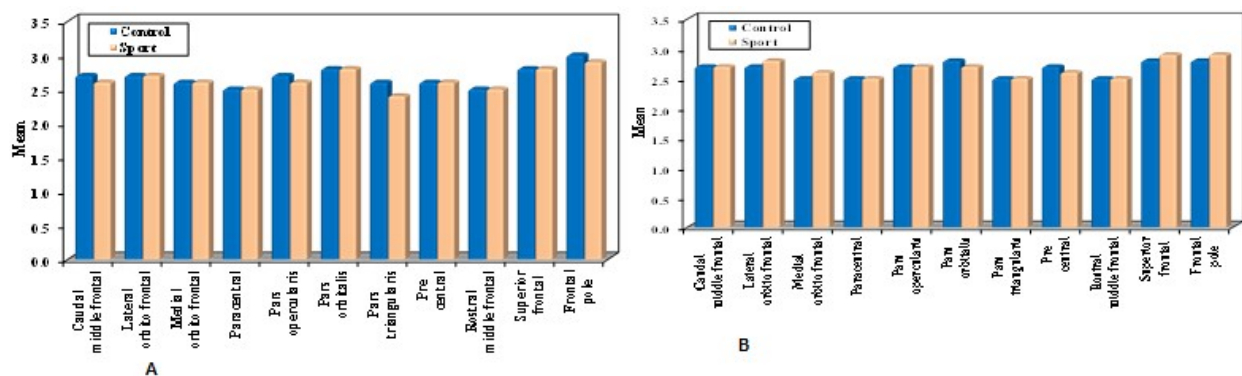 3.5
3.0
2.5
2.0
1.5
1.0
0.5
0.0
Mean
Control
Sport
Caudal
middle frontal
Lateral
orbito frontal
Medial
orbito frontal
Paracentral
Pars
opercularis
Pars
orbitalis
Pars
triangularis
Pre
central
Rostral
middle frontal
Superior
frontal
Frontal
pole
A
3.5
3.0
2.5
2.0
1.5
1.0
0.5
0.0
Mean
Control
Sport
Caudal
middle frontal
Lateral
orbito frontal
Medial
orbito frontal
Paracentral
Pars
opercularis
Pars
orbitalis
Pars
triangularis
Pre
central
Rostral
middle frontal
Superior
frontal
Frontal
pole
B